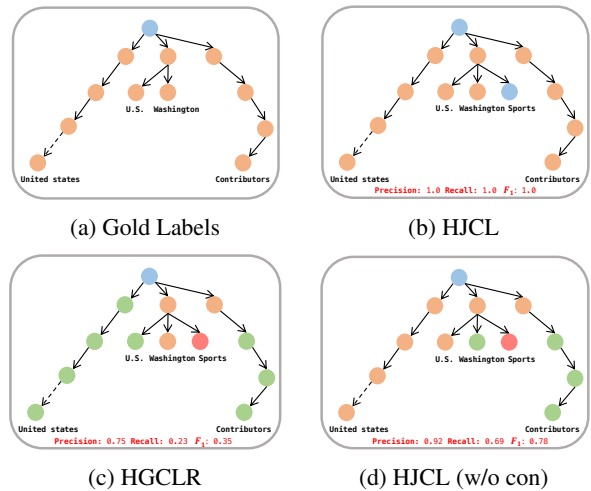 U.S. Washington
United states Contributors
(a) Gold Labels
U.S. Washington Sports
United states Contributors
Precision: 1.0 Recall: 1.0 F₁: 1.0
(b) HJCL
U.S. Washington Sports
United states Contributors
Precision: 0.75 Recall: 0.23 F₁: 0.35
(c) HGCLR
U.S. Washington Sports
United states Contributors
Precision: 0.92 Recall: 0.69 F₁: 0.78
(d) HJCL (w/o con)